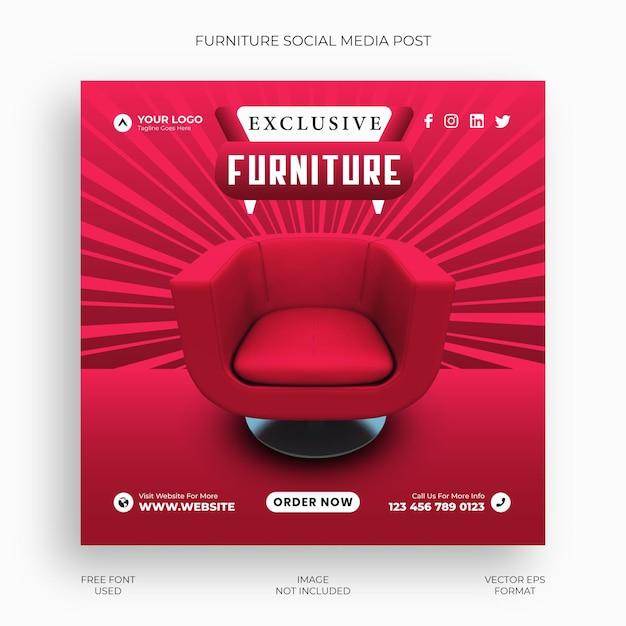 FURNITURE SOCIAL MEDIA POST
YOUR LOGO
Tagline Goes Here
EXCLUSIVE
FURNITURE
Visit Website For More
WWW.WEBSITE
ORDER NOW
Call Us For More Info
123 456 789 0123
FREE FONT
USED
IMAGE
NOT INCLUDED
VECTOR EPS
FORMAT